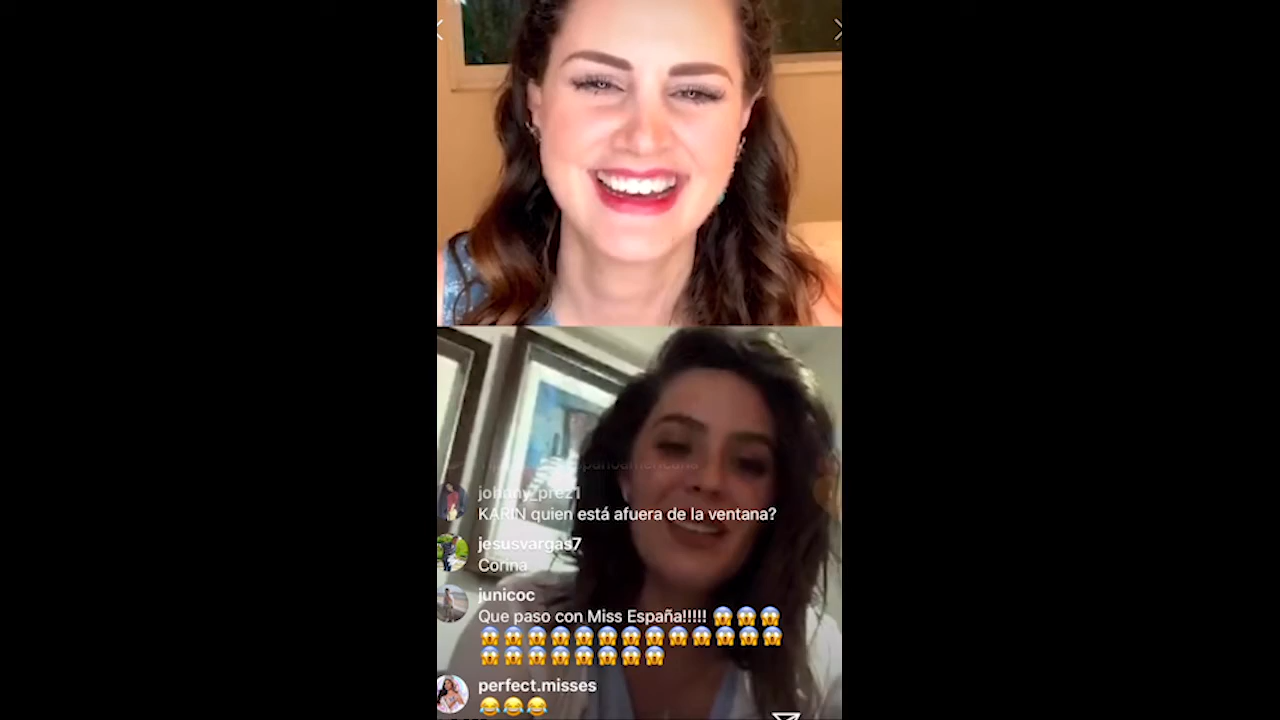 johnny_prez1
KARIN quien está afuera de la ventana?
jesusvargas7
Corina
junicoc
Que paso con Miss España!!!!! 😱😱😱
😱😱😱😱😱😱😱😱😱😱😱😱😱
😱😱😱😱😱😱😱😱
perfect.misses
😂😂😂